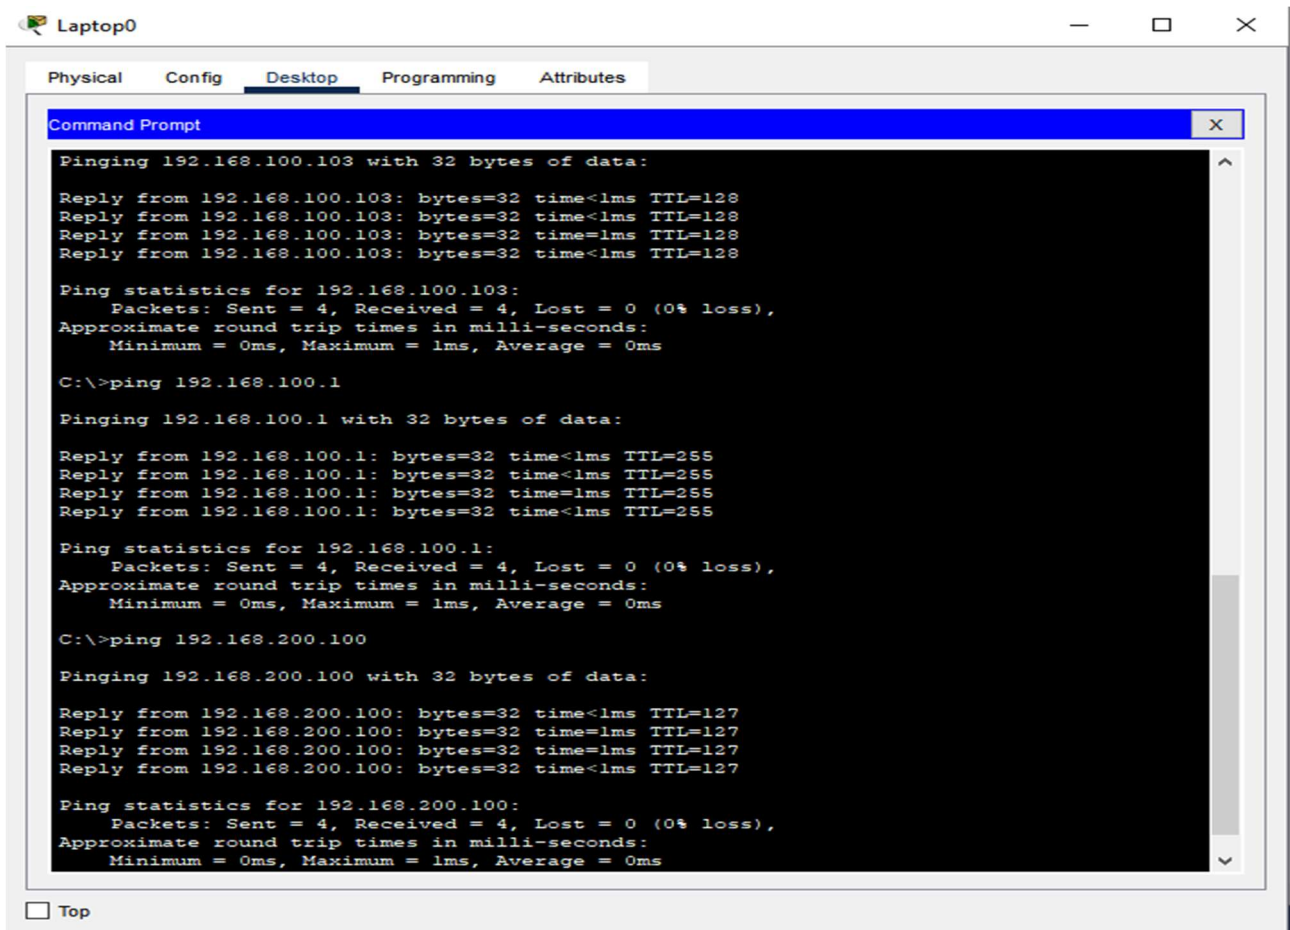 Laptop0
Physical Config Desktop Programming Attributes
Command Prompt X
Pinging 192.168.100.103 with 32 bytes of data:
Reply from 192.168.100.103: bytes=32 time<1ms TTL=128
Reply from 192.168.100.103: bytes=32 time<1ms TTL=128
Reply from 192.168.100.103: bytes=32 time=1ms TTL=128
Reply from 192.168.100.103: bytes=32 time<1ms TTL=128
Ping statistics for 192.168.100.103:
Packets: Sent = 4, Received = 4, Lost = 0 (0% loss),
Approximate round trip times in milli-seconds:
Minimum = 0ms, Maximum = 1ms, Average = 0ms
C:\>ping 192.168.100.1
Pinging 192.168.100.1 with 32 bytes of data:
Reply from 192.168.100.1: bytes=32 time<1ms TTL=255
Reply from 192.168.100.1: bytes=32 time<1ms TTL=255
Reply from 192.168.100.1: bytes=32 time=1ms TTL=255
Reply from 192.168.100.1: bytes=32 time<1ms TTL=255
Ping statistics for 192.168.100.1:
Packets: Sent = 4, Received = 4, Lost = 0 (0% loss),
Approximate round trip times in milli-seconds:
Minimum = 0ms, Maximum = 1ms, Average = 0ms
C:\>ping 192.168.200.100
Pinging 192.168.200.100 with 32 bytes of data:
Reply from 192.168.200.100: bytes=32 time<1ms TTL=127
Reply from 192.168.200.100: bytes=32 time=1ms TTL=127
Reply from 192.168.200.100: bytes=32 time=1ms TTL=127
Reply from 192.168.200.100: bytes=32 time<1ms TTL=127
Ping statistics for 192.168.200.100:
Packets: Sent = 4, Received = 4, Lost = 0 (0% loss),
Approximate round trip times in milli-seconds:
Minimum = 0ms, Maximum = 1ms, Average = 0ms
Top